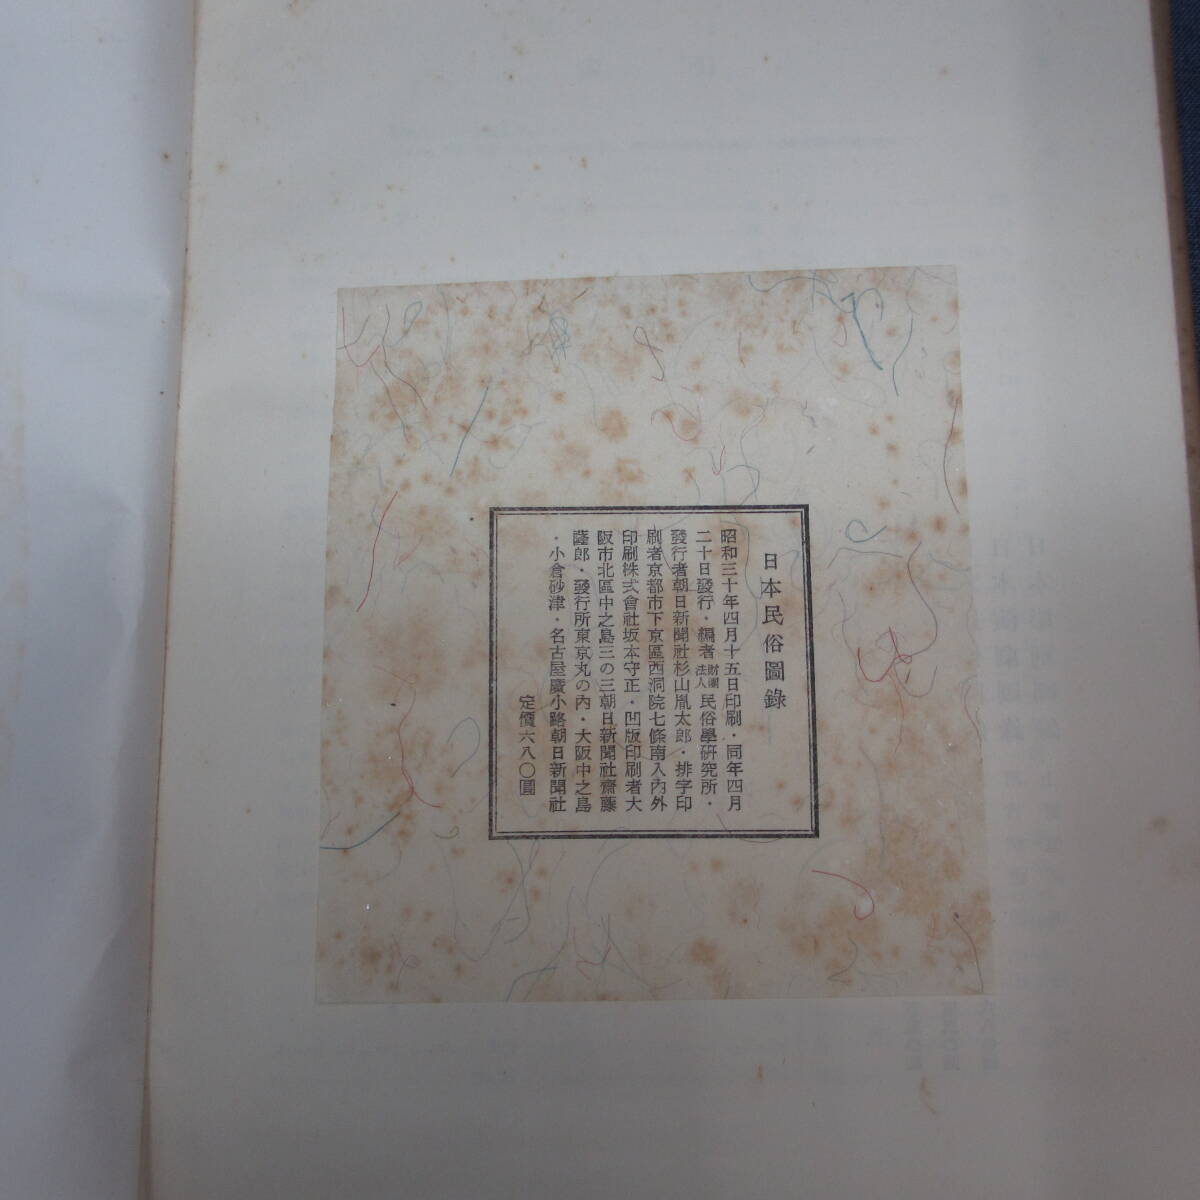 日本民俗圖錄
昭和三十年四月十五日印刷・同年四月
二十日發行・編者財團法人民俗學研究所・
發行者朝日新聞社杉山胤太郎・排字印
刷者京都市下京區西洞院七條南入內外
印刷株式會社坂本守正・凹版印刷者大
阪市北區中之島三の三朝日新聞社齋藤
隆郎・發行所東京丸の內・大阪中之島
・小倉砂津・名古屋廣小路朝日新聞社
定價六八〇圓